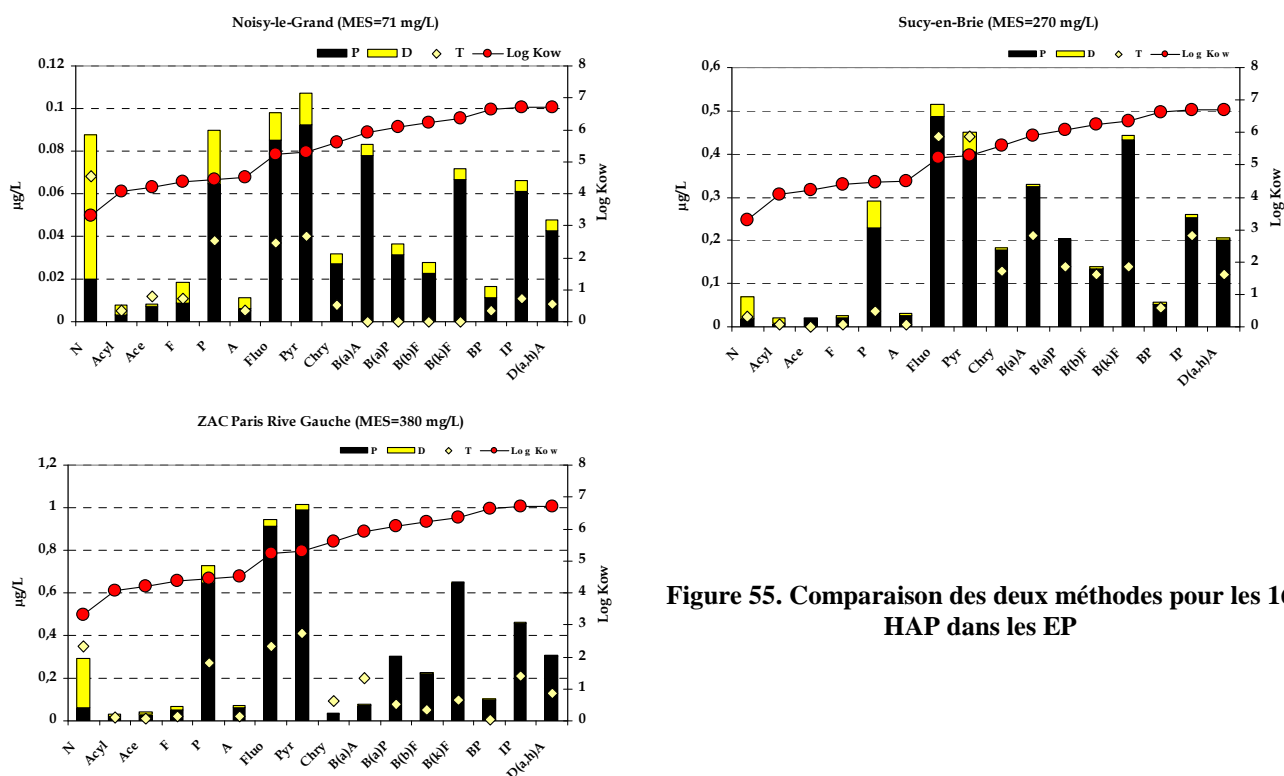 Noisy-le-Grand (MES=71 mg/L)
P D T Log Kow
0.12
0.1
0.08
0.06
0.04
0.02
0
µg/L
8
7
6
5
4
3
2
1
0
Log Kow
N Acyl Ace F P A Fluo Pyr Chry B(a)A B(a)P B(b)F B(k)F BP IP D(a,h)A
Sucy-en-Brie (MES=270 mg/L)
P D T Log Kow
0,6
0,5
0,4
0,3
0,2
0,1
0
µg/L
8
7
6
5
4
3
2
1
0
Log Kow
N Acyl Ace F P A Fluo Pyr Chry B(a)A B(a)P B(b)F B(k)F BP IP D(a,h)A
ZAC Paris Rive Gauche (MES=380 mg/L)
P D T Log Kow
1,2
1
0,8
0,6
0,4
0,2
0
µg/L
8
7
6
5
4
3
2
1
0
Log Kow
N Acyl Ace F P A Fluo Pyr Chry B(a)A B(a)P B(b)F B(k)F BP IP D(a,h)A
Figure 55. Comparaison des deux méthodes pour les 16
HAP dans les EP